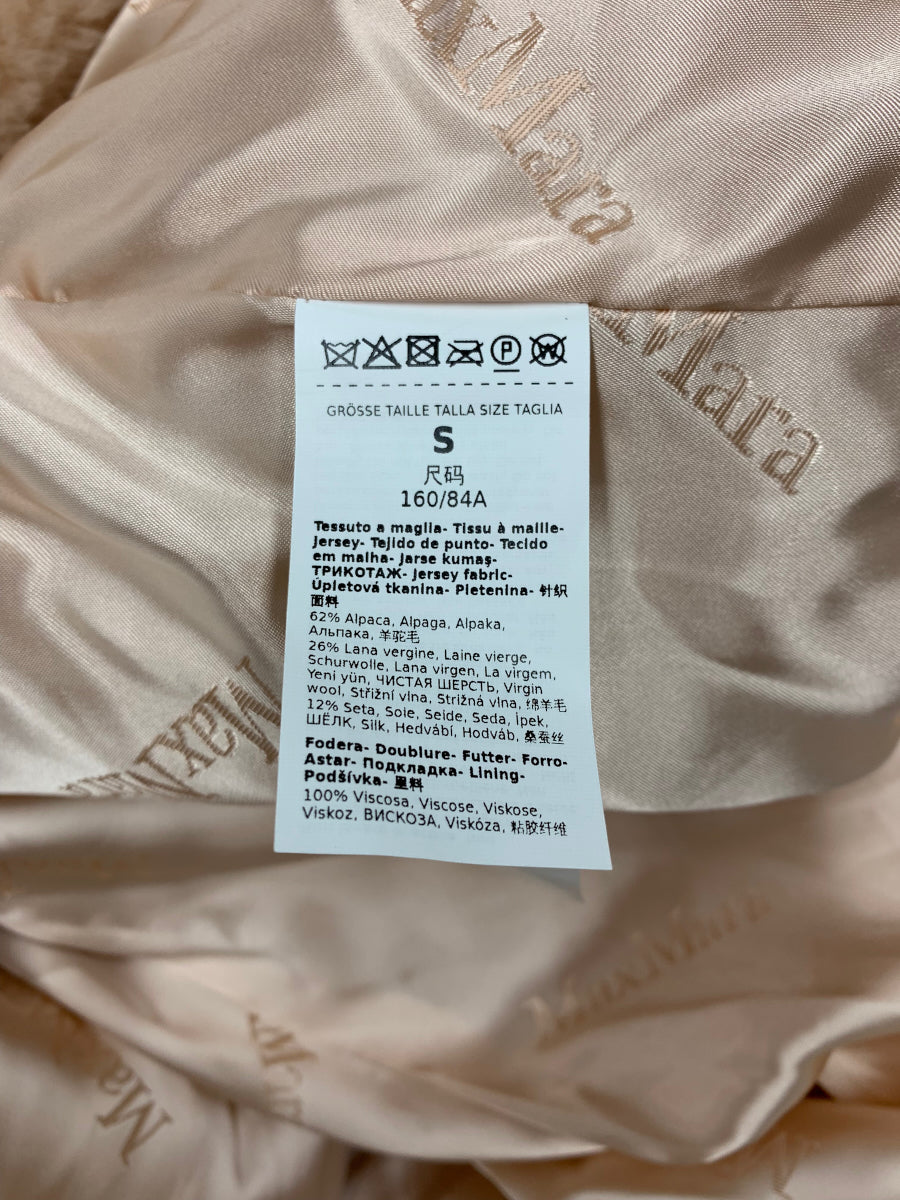 MaxMara
P W
GRÖSSE TAILLE TALLA SIZE TAGLIA
S
尺码
160/84A
Tessuto a maglia- Tissu à maille-
Jersey- Tejido de punto- Tecido
em malha- Jarse kumaş-
ТРИКОТАЖ- Jersey fabric-
Úpletová tkanina- Pletenina- 针织
面料
62% Alpaca, Alpaga, Alpaka,
Альпака, 羊驼毛
26% Lana vergine, Laine vierge,
Schurwolle, Lana virgen, La virgem,
Yeni yün, ЧИСТАЯ ШЕРСТЬ, Virgin
wool, Střižní vlna, Strižná vlna, 绵羊毛
12% Seta, Soie, Seide, Seda, İpek,
ШЁЛК, Silk, Hedvábí, Hodváb, 桑蚕丝
Fodera- Doublure- Futter- Forro-
Astar- Подкладка- Lining-
Podšívka- 里料
100% Viscosa, Viscose, Viskose,
Viskoz, ВИСКОЗА, Viskóza, 粘胶纤维
MaxMara